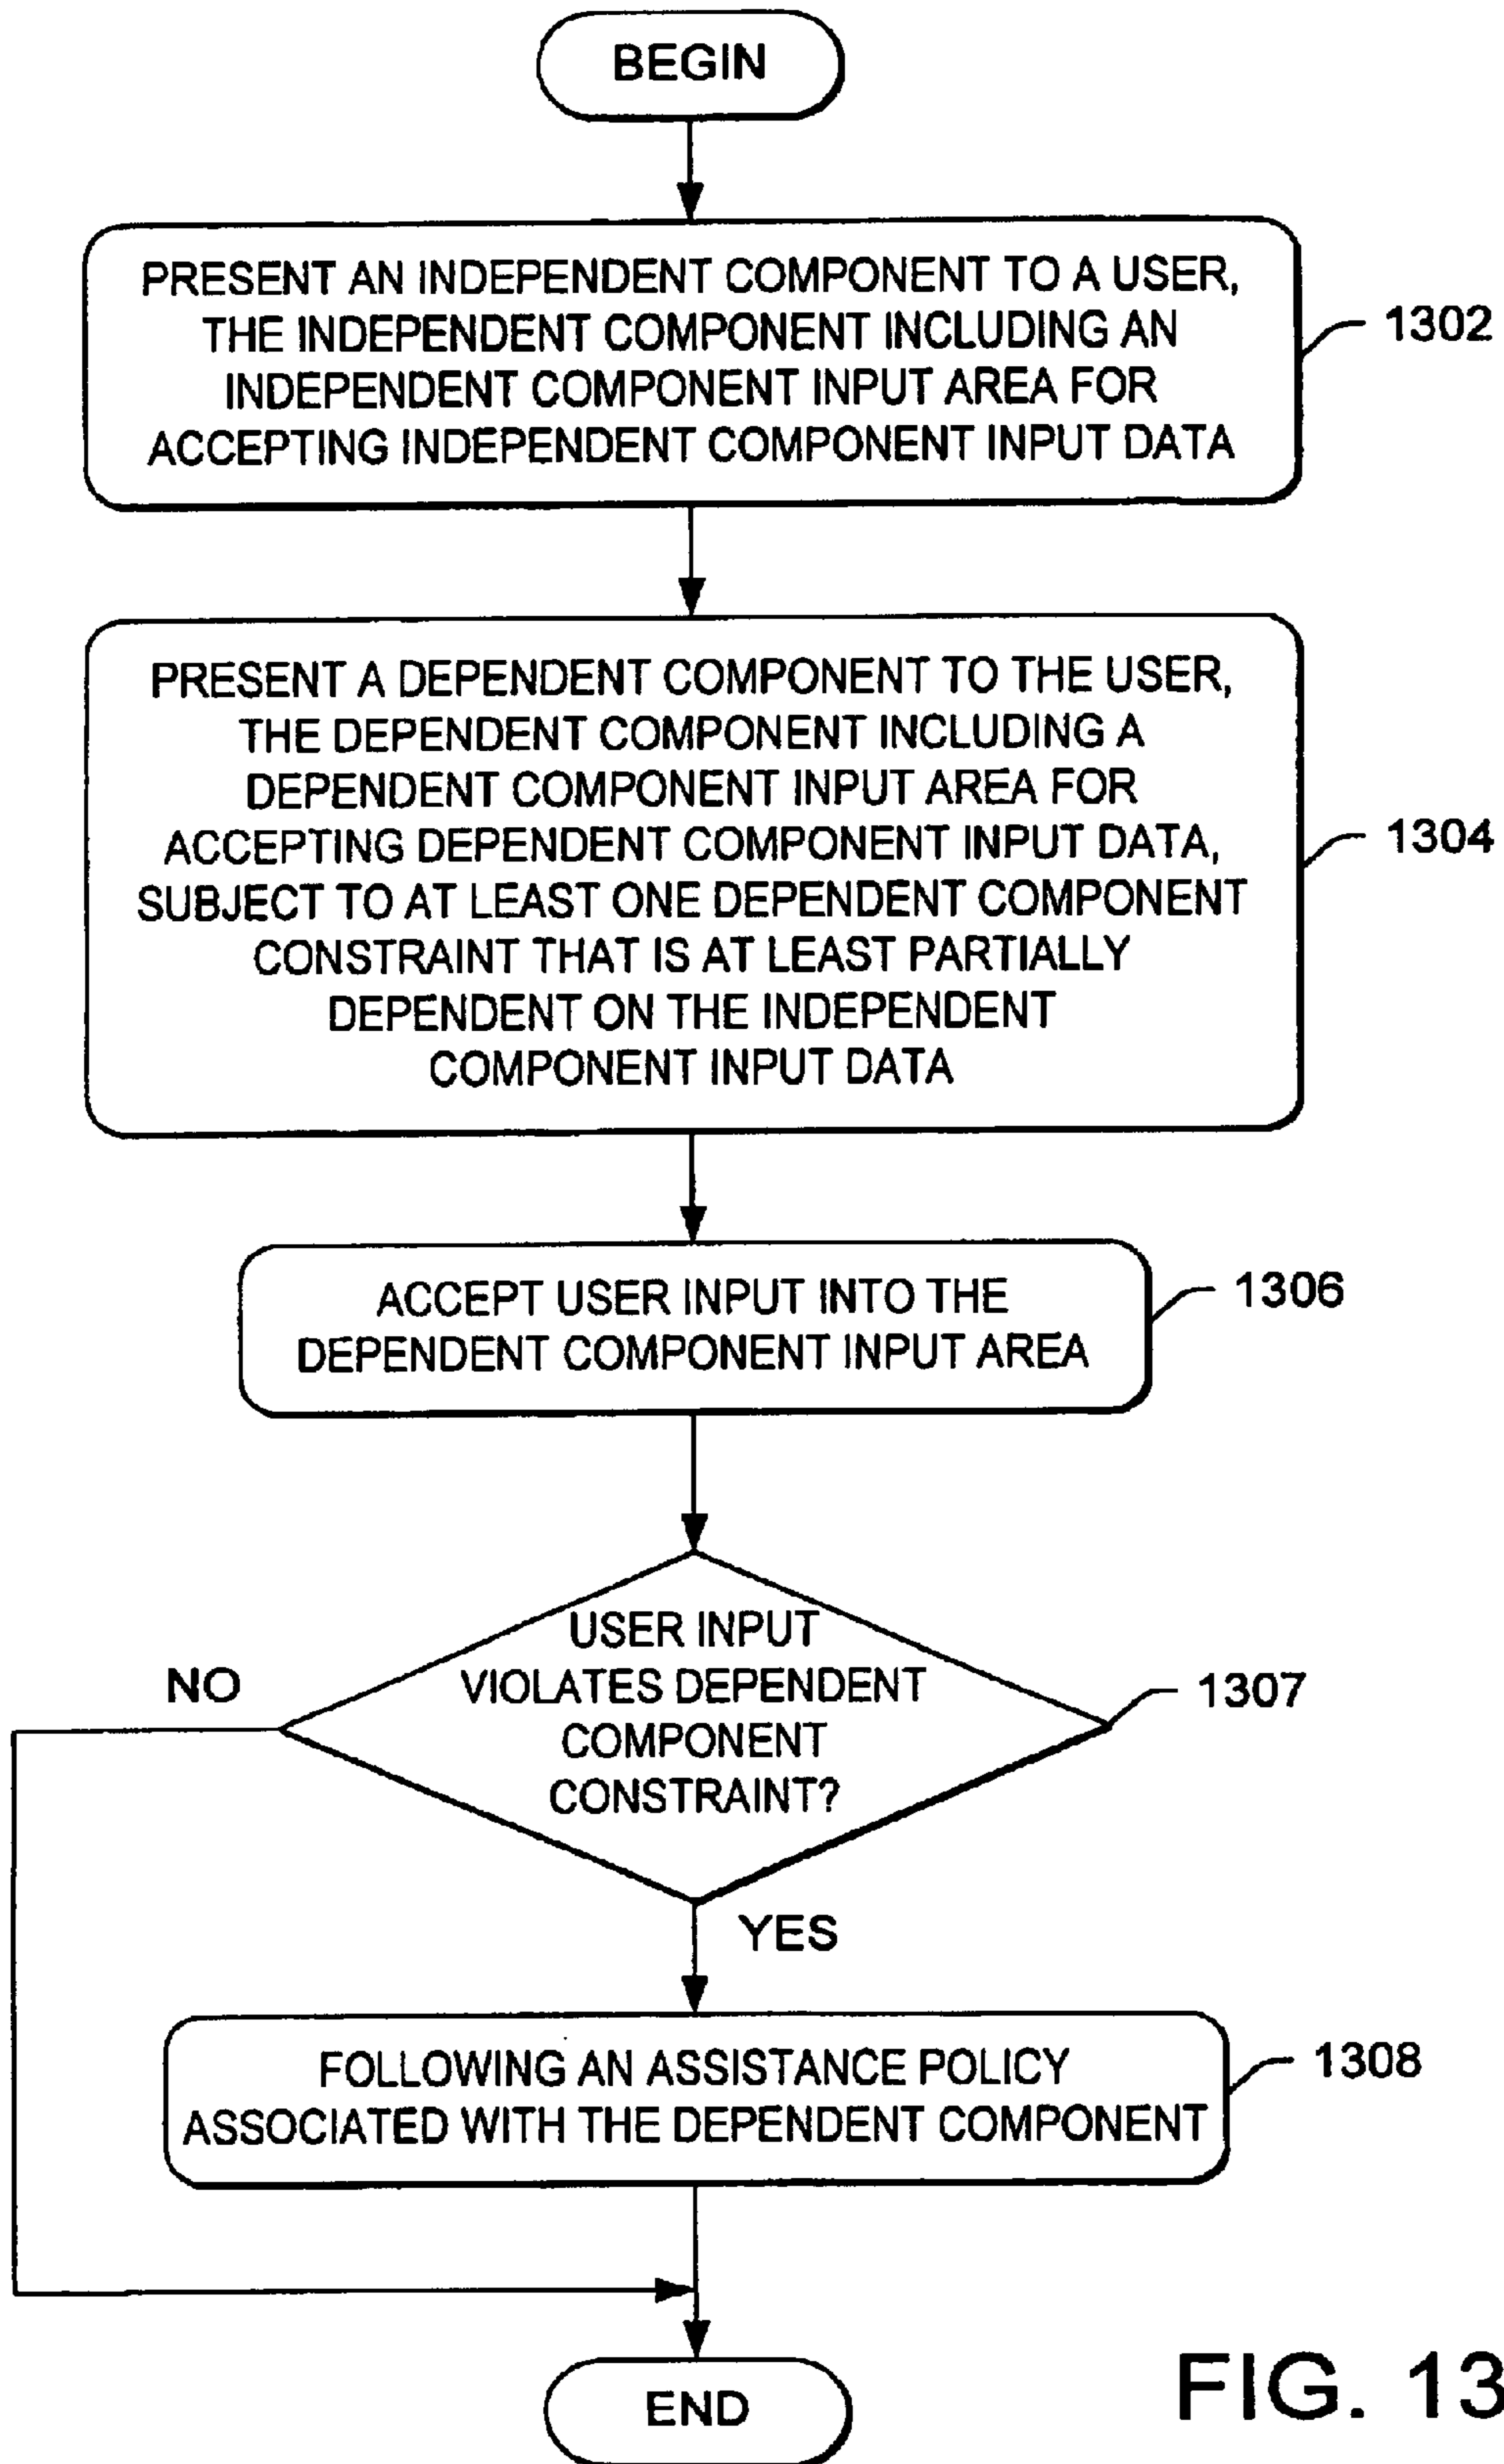 BEGIN
PRESENT AN INDEPENDENT COMPONENT TO A USER,
THE INDEPENDENT COMPONENT INCLUDING AN
INDEPENDENT COMPONENT INPUT AREA FOR
ACCEPTING INDEPENDENT COMPONENT INPUT DATA
1302
PRESENT A DEPENDENT COMPONENT TO THE USER,
THE DEPENDENT COMPONENT INCLUDING A
DEPENDENT COMPONENT INPUT AREA FOR
ACCEPTING DEPENDENT COMPONENT INPUT DATA,
SUBJECT TO AT LEAST ONE DEPENDENT COMPONENT
CONSTRAINT THAT IS AT LEAST PARTIALLY
DEPENDENT ON THE INDEPENDENT
COMPONENT INPUT DATA
1304
ACCEPT USER INPUT INTO THE
DEPENDENT COMPONENT INPUT AREA
1306
USER INPUT
VIOLATES DEPENDENT
COMPONENT
CONSTRAINT?
1307
NO
YES
FOLLOWING AN ASSISTANCE POLICY
ASSOCIATED WITH THE DEPENDENT COMPONENT
1308
END
FIG. 13